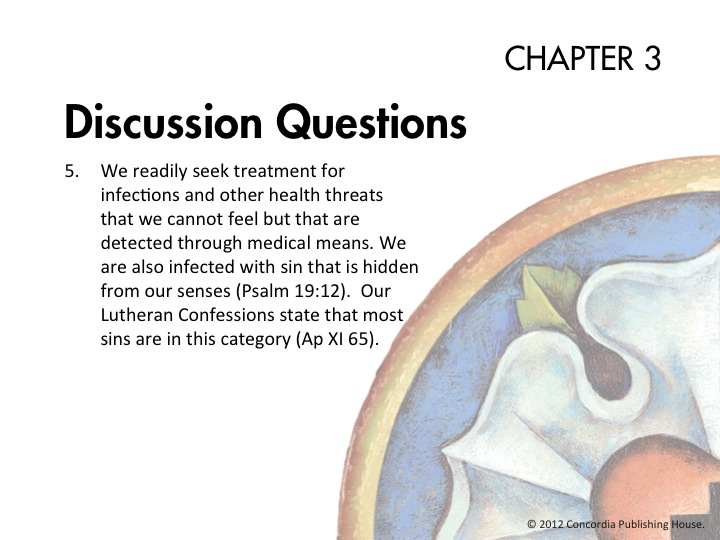 CHAPTER 3
Discussion Questions
5. We readily seek treatment for
infections and other health threats
that we cannot feel but that are
detected through medical means. We
are also infected with sin that is hidden
from our senses (Psalm 19:12).  Our
Lutheran Confessions state that most
sins are in this category (Ap XI 65).
© 2012 Concordia Publishing House.